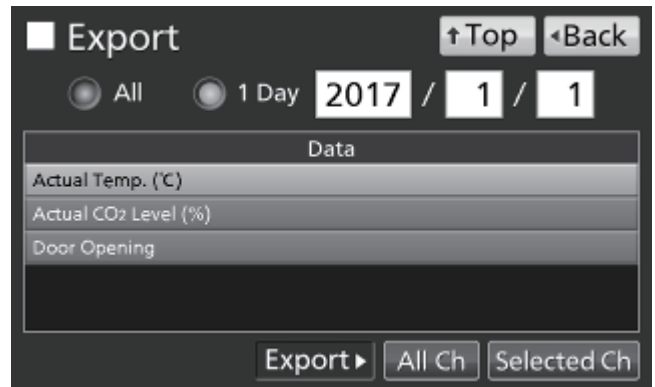 Export ↑Top ◂Back
All 1 Day 2017 / 1 / 1
Data
Actual Temp. (℃)
Actual CO₂ Level (%)
Door Opening
Export▸ All Ch Selected Ch